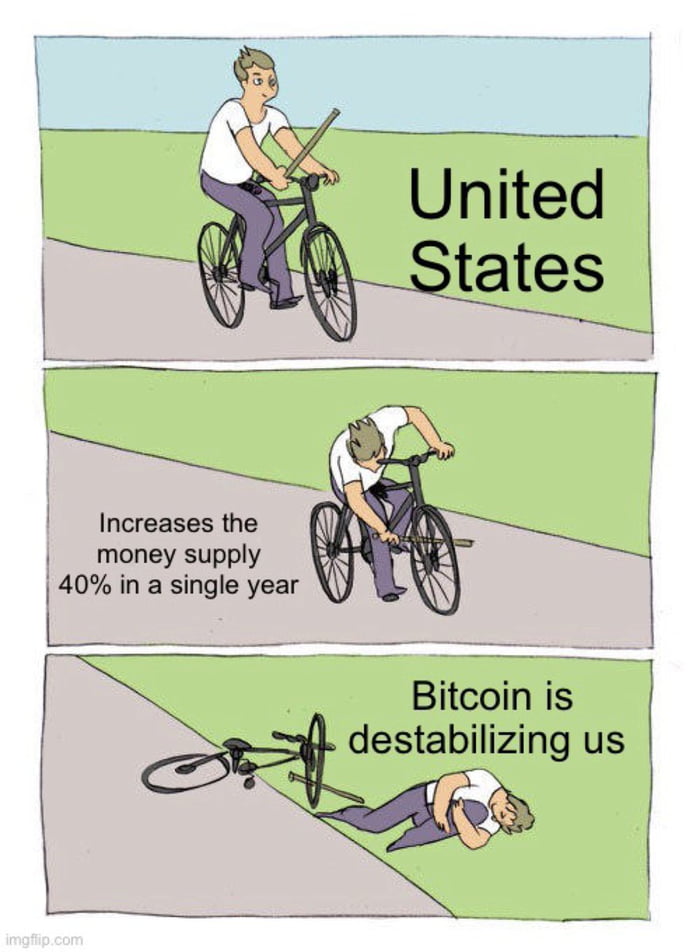 United
States
Increases the
money supply
40% in a single year
Bitcoin is
destabilizing us
imgflip.com